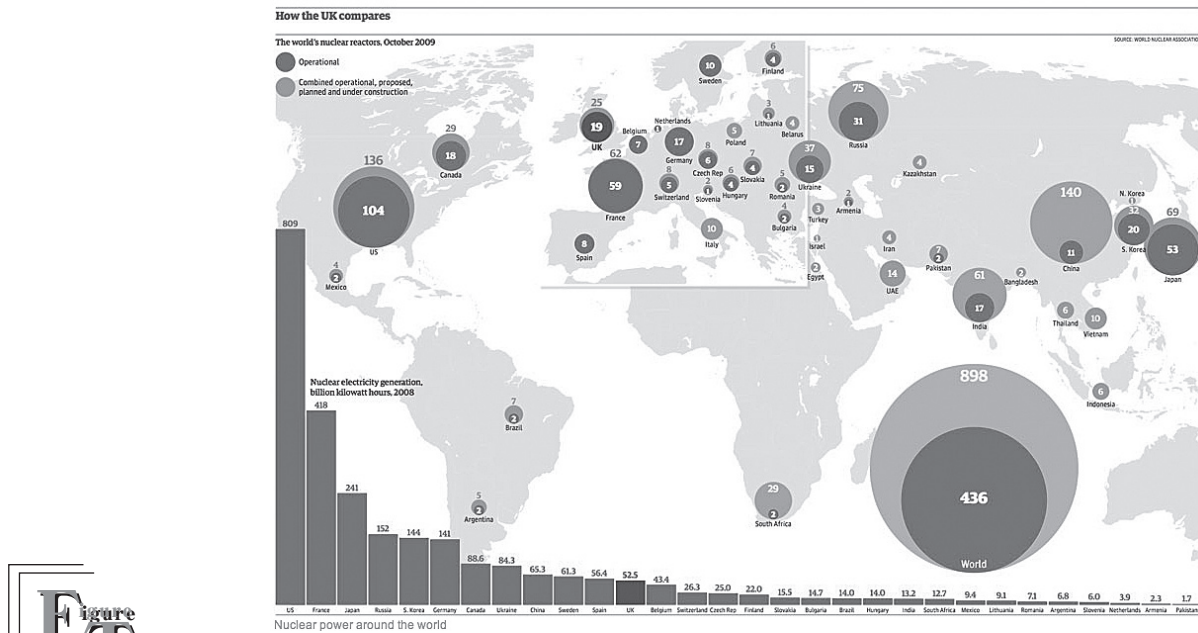 How the UK compares
The world's nuclear reactors, October 2009
SOURCE: WORLD NUCLEAR ASSOCIATIO
Operational
Combined operational, proposed,
planned and under construction
136
104
US
29
18
Canada
4
2
Mexico
7
2
Brazil
5
2
Argentina
25
19
UK
62
59
France
8
Spain
Belgium
7
Netherlands
1
17
Germany
10
Sweden
6
4
Finland
3
1
Lithuania
4
Belarus
5
Poland
8
6
Czech Rep
7
4
Slovakia
8
5
Switzerland
2
1
Slovenia
6
4
Hungary
5
2
Romania
4
2
Bulgaria
10
Italy
37
15
Ukraine
75
31
Russia
4
Kazakhstan
3
Turkey
2
1
Armenia
Israel
2
Egypt
4
Iran
14
UAE
7
2
Pakistan
61
17
India
2
Bangladesh
140
11
China
N. Korea
1
32
20
S. Korea
69
53
Japan
6
Thailand
10
Vietnam
6
Indonesia
29
2
South Africa
898
436
World
Nuclear electricity generation,
billion kilowatt hours, 2008
809 418 241 152 144 141 88.6 84.3 65.3 61.3 56.4 52.5 43.4 26.3 25.0 22.0 15.5 14.7 14.0 14.0 13.2 12.7 9.4 9.1 7.1 6.8 6.0 3.9 2.3 1.7
US France Japan Russia S. Korea Germany Canada Ukraine China Sweden Spain UK Belgium Switzerland Czech Rep Finland Slovakia Bulgaria Brazil Hungary India South Africa Mexico Lithuania Romania Argentina Slovenia Netherlands Armenia Pakistan
Nuclear power around the world
Figure